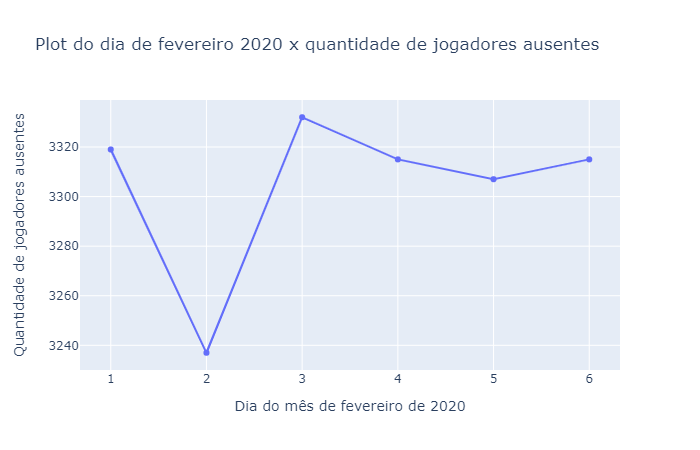 Plot do dia de fevereiro 2020 x quantidade de jogadores ausentes
Quantidade de jogadores ausentes
3320
3300
3280
3260
3240
1 2 3 4 5 6
Dia do mês de fevereiro de 2020